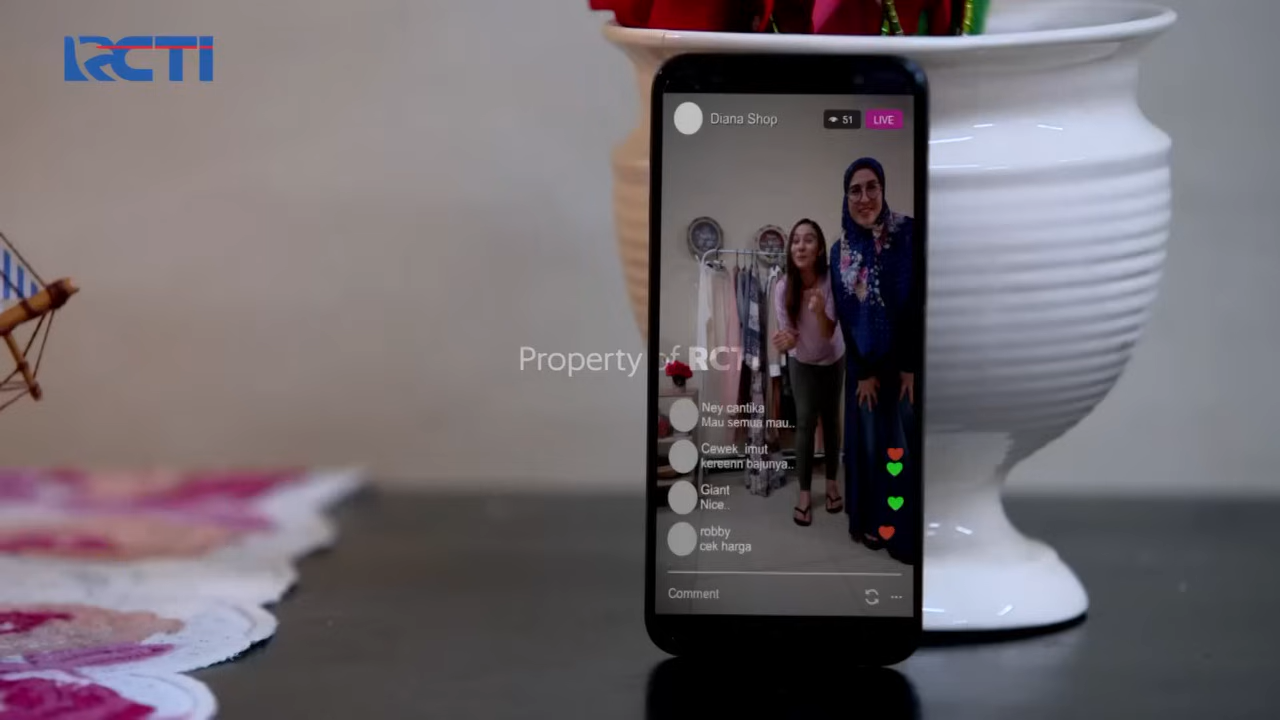 RCTI
Diana Shop
51
LIVE
Property of RCT
Ney cantika
Mau semua mau..
Cewek_imut
kereenn bajunya..
Giant
Nice..
robby
cek harga
Comment